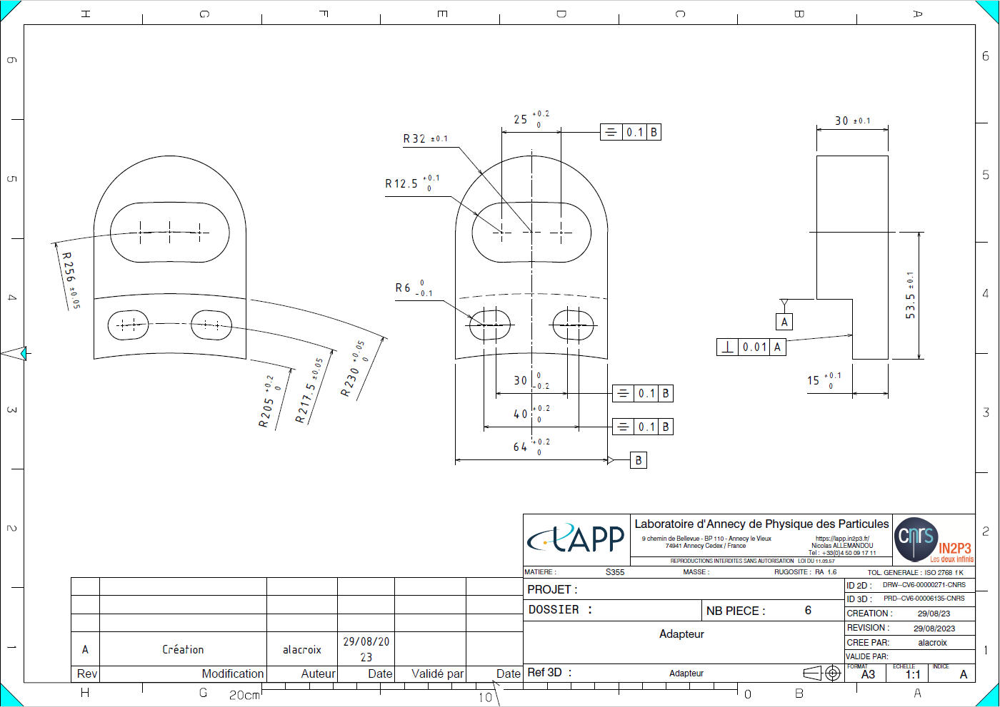 H G F E D C B A
6 6
5 5
4 4
3 3
2 2
1 1
25 +0.2 0
⌯ 0.1 B
R32 ±0.1
R12.5 +0.1 0
30 ±0.1
R256 ±0.05
R6 0 -0.1
53.5 ±0.1
A
⊥ 0.01 A
R205 +0.2 0
R217.5 ±0.05
R230 +0.05 0
30 0 -0.2
⌯ 0.1 B
15 +0.1 0
40 +0.2 0
⌯ 0.1 B
64 +0.2 0
B
LAPP
Laboratoire d'Annecy de Physique des Particules
9 chemin de Bellevue - BP 110 - Annecy le Vieux
74941 Annecy Cedex / France
https://lapp.in2p3.fr/
Nicolas ALLEMANDOU
Tel : +33(0)4 50 09 17 11
REPRODUCTIONS INTERDITES SANS AUTORISATION LOI DU 11.03.57
cnrs
IN2P3
Les deux infinis
MATIERE : S355 MASSE : RUGOSITE : RA 1.6 TOL. GENERALE : ISO 2768 f K
PROJET :
DOSSIER :
NB PIECE : 6
Adapteur
Ref 3D : Adapteur
ID 2D : DRW--CV6-00000271-CNRS
ID 3D : PRD--CV6-00006135-CNRS
CREATION : 29/08/23
REVISION : 29/08/2023
CREE PAR: alacroix
VALIDE PAR:
FORMAT A3 ECHELLE 1:1 INDICE A
A Création alacroix 29/08/20
23
Rev Modification Auteur Date Validé par Date
H G 20cm 10 0 B A